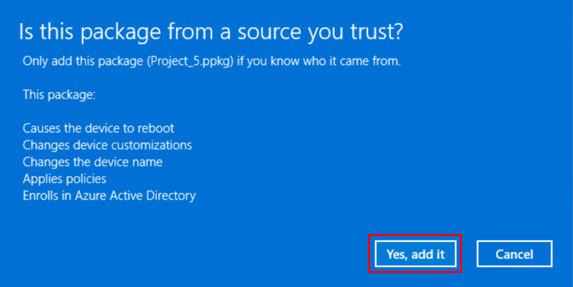 Is this package from a source you trust?
Only add this package (Project_5.ppkg) if you know who it came from.
This package:
Causes the device to reboot
Changes device customizations
Changes the device name
Applies policies
Enrolls in Azure Active Directory
Yes, add it
Cancel